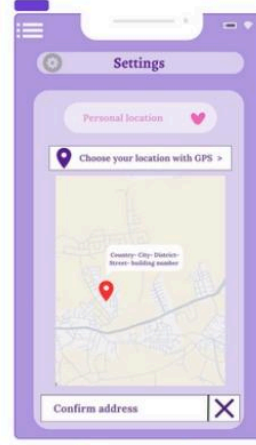 Settings
Personal location
Choose your location with GPS >
Country- City- District-
Street- building number
Confirm address